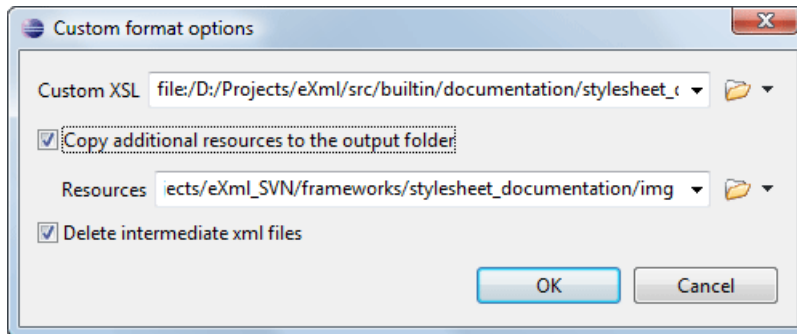 Custom format options
Custom XSL file:/D:/Projects/eXml/src/builtin/documentation/stylesheet_
Copy additional resources to the output folder
Resources jects/eXml_SVN/frameworks/stylesheet_documentation/img
Delete intermediate xml files
OK Cancel